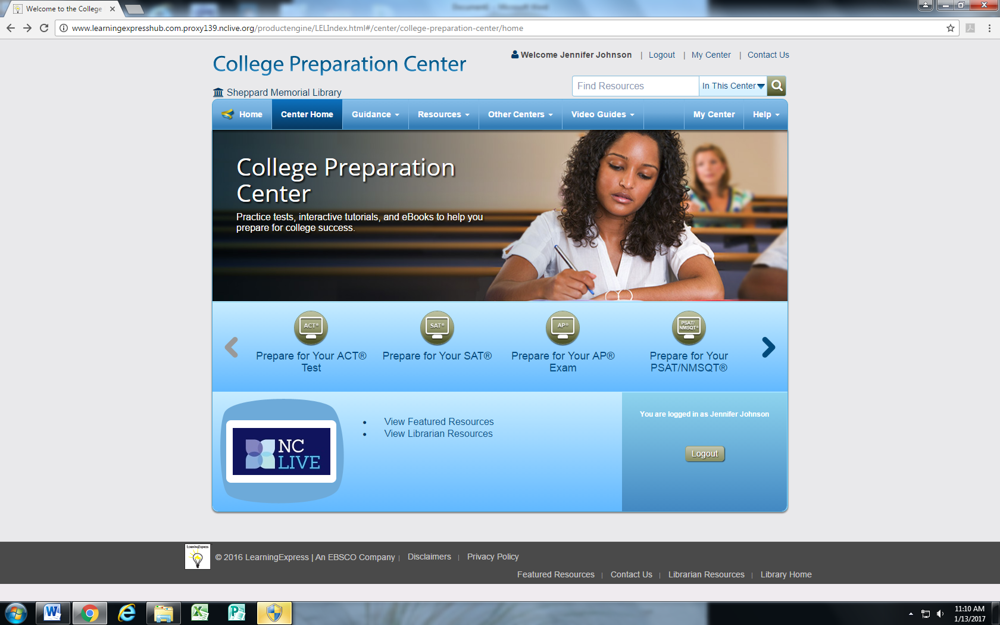 Welcome to the College
Document1 - Microsoft Word
www.learningexpresshub.com.proxy139.nclive.org/productengine/LELIndex.html#/center/college-preparation-center/home
Welcome Jennifer Johnson | Logout | My Center | Contact Us
College Preparation Center
Find Resources In This Center
Sheppard Memorial Library
Home Center Home Guidance Resources Other Centers Video Guides My Center Help
College Preparation
Center
Practice tests, interactive tutorials, and eBooks to help you
prepare for college success.
ACT® SAT® AP® PSAT/
NMSQT®
Prepare for Your ACT® Prepare for Your SAT® Prepare for Your AP® Prepare for Your
Test Exam PSAT/NMSQT®
You are logged in as Jennifer Johnson
• View Featured Resources
• View Librarian Resources
NC
LIVE
Logout
LearningExpress
© 2016 LearningExpress | An EBSCO Company | Disclaimers | Privacy Policy
Featured Resources | Contact Us | Librarian Resources | Library Home
11:10 AM
1/13/2017